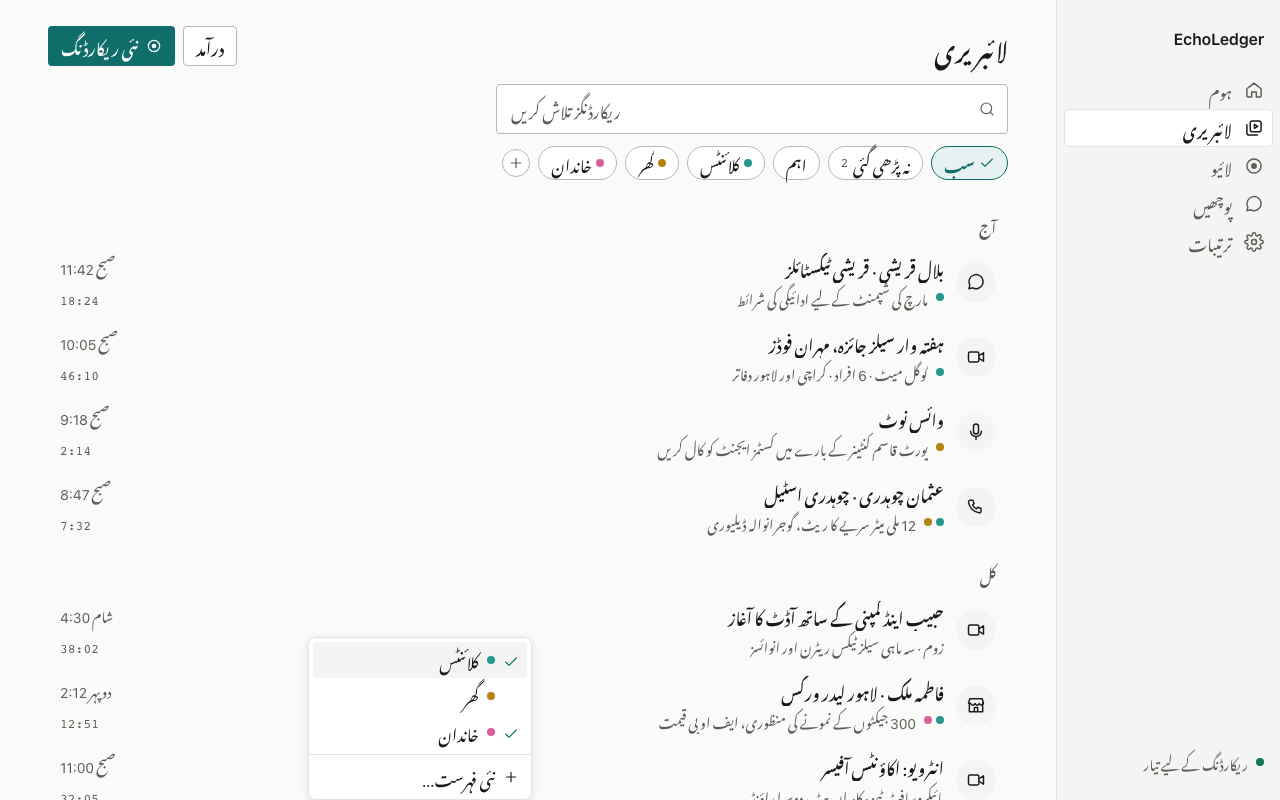 EchoLedger
ہوم
لائبریری
لائیو
پوچھیں
ترتیبات
ریکارڈنگ کے لیے تیار
لائبریری
درآمد
نئی ریکارڈنگ
ریکارڈنگز تلاش کریں
سب
نہ پڑھی گئی 2
اہم
کلائنٹس
گھر
خاندان
آج
بلال قریشی · قریشی ٹیکسٹائلز
مارچ کی شپمنٹ کے لیے ادائیگی کی شرائط
11:42 صبح
18:24
ہفتہ وار سیلز جائزہ، مہران فوڈز
گوگل میٹ · 6 افراد · کراچی اور لاہور دفاتر
10:05 صبح
46:10
وائس نوٹ
پورٹ قاسم کنٹینر کے بارے میں کسٹمز ایجنٹ کو کال کریں
9:18 صبح
2:14
عثمان چوہدری · چوہدری اسٹیل
12 ملی میٹر سریے کا ریٹ، گوجرانوالہ ڈیلیوری
8:47 صبح
7:32
کل
حبیب اینڈ کمپنی کے ساتھ آڈٹ کا آغاز
زوم · سہ ماہی سیلز ٹیکس ریٹرن اور انوائسز
4:30 شام
38:02
فاطمہ ملک · لاہور لیدر ورکس
300 جیکٹوں کے نمونے کی منظوری، ایف او بی قیمت
2:12 دوپہر
12:51
انٹرویو: اکاؤنٹس آفیسر
11:00 صبح
32:05
کلائنٹس
گھر
خاندان
نئی فہرست...